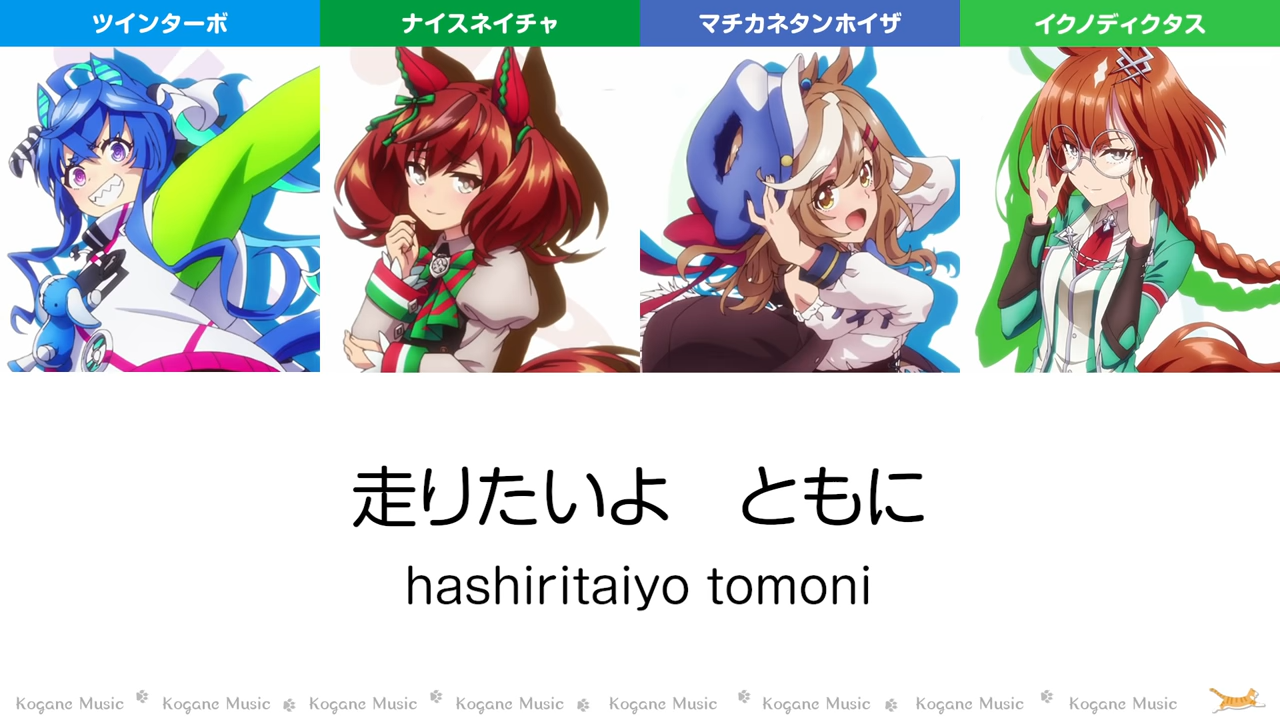 ツインターボ
ナイスネイチャ
マチカネタンホイザ
イクノディクタス
走りたいよ　ともに
hashiritaiyo tomoni
Kogane Music Kogane Music Kogane Music Kogane Music Kogane Music Kogane Music Kogane Music Kogane Music